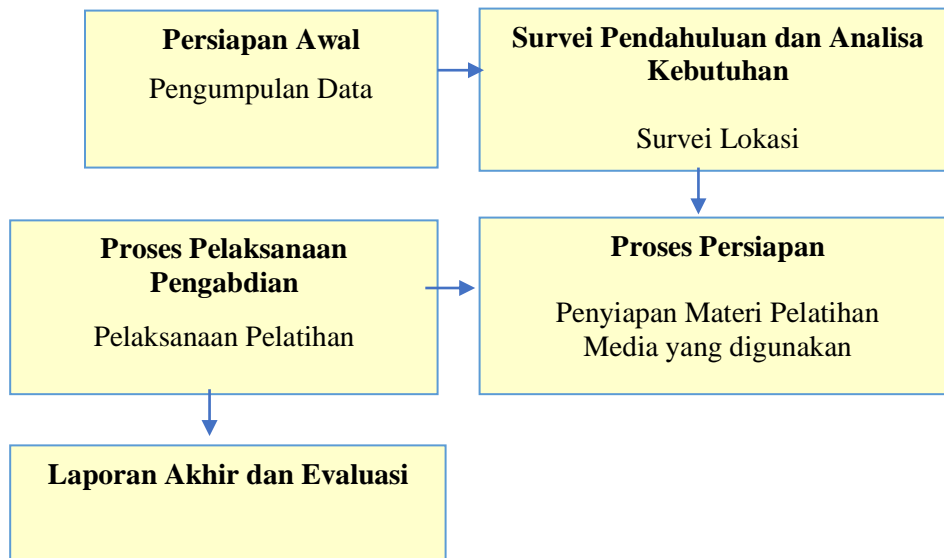 Persiapan Awal
Pengumpulan Data
Survei Pendahuluan dan Analisa
Kebutuhan
Survei Lokasi
Proses Pelaksanaan
Pengabdian
Pelaksanaan Pelatihan
Proses Persiapan
Penyiapan Materi Pelatihan
Media yang digunakan
Laporan Akhir dan Evaluasi